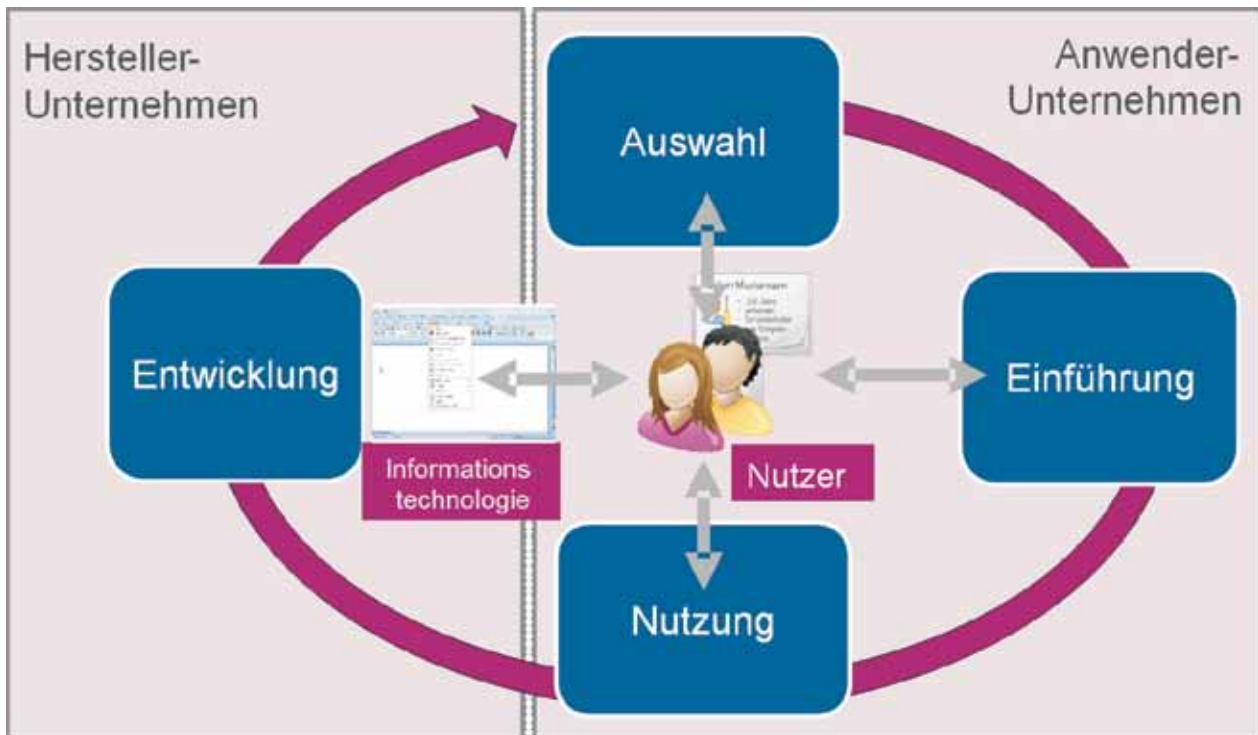 Hersteller-
Unternehmen
Anwender-
Unternehmen
Auswahl
Entwicklung
Einführung
Informations
technologie
Nutzer
Nutzung